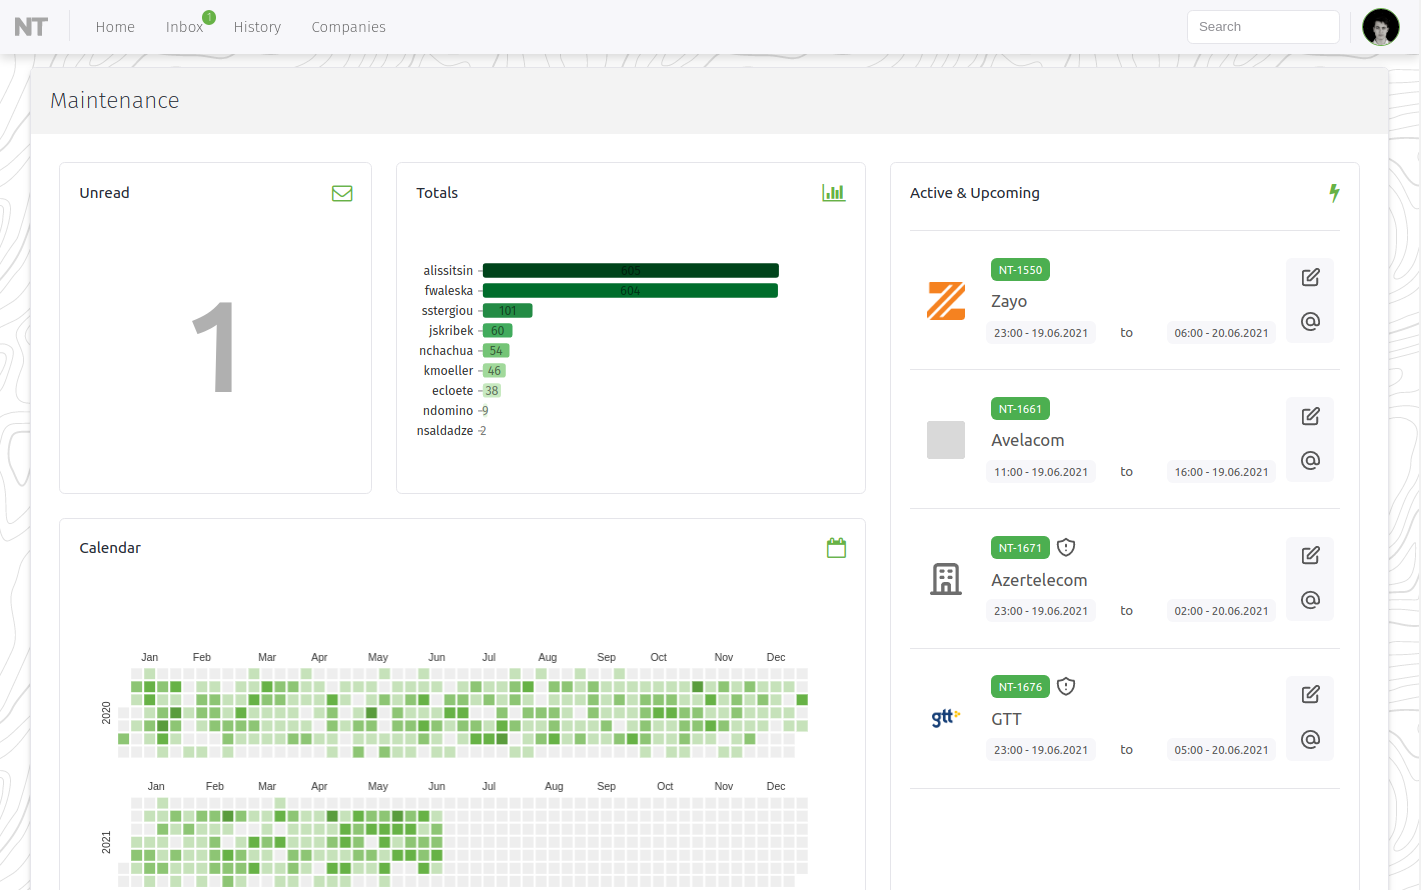 NT
Home
Inbox
1
History
Companies
Search
Maintenance
Unread
1
Totals
alissitsin 605
fwaleska 604
sstergiou 101
jskribek 60
nchachua 54
kmoeller 46
ecloete 38
ndomino 9
nsaldadze 2
Active & Upcoming
NT-1550
Zayo
23:00 - 19.06.2021 to 06:00 - 20.06.2021
NT-1661
Avelacom
11:00 - 19.06.2021 to 16:00 - 19.06.2021
NT-1671
Azertelecom
23:00 - 19.06.2021 to 02:00 - 20.06.2021
NT-1676
gtt
GTT
23:00 - 19.06.2021 to 05:00 - 20.06.2021
Calendar
Jan Feb Mar Apr May Jun Jul Aug Sep Oct Nov Dec
2020
Jan Feb Mar Apr May Jun Jul Aug Sep Oct Nov Dec
2021